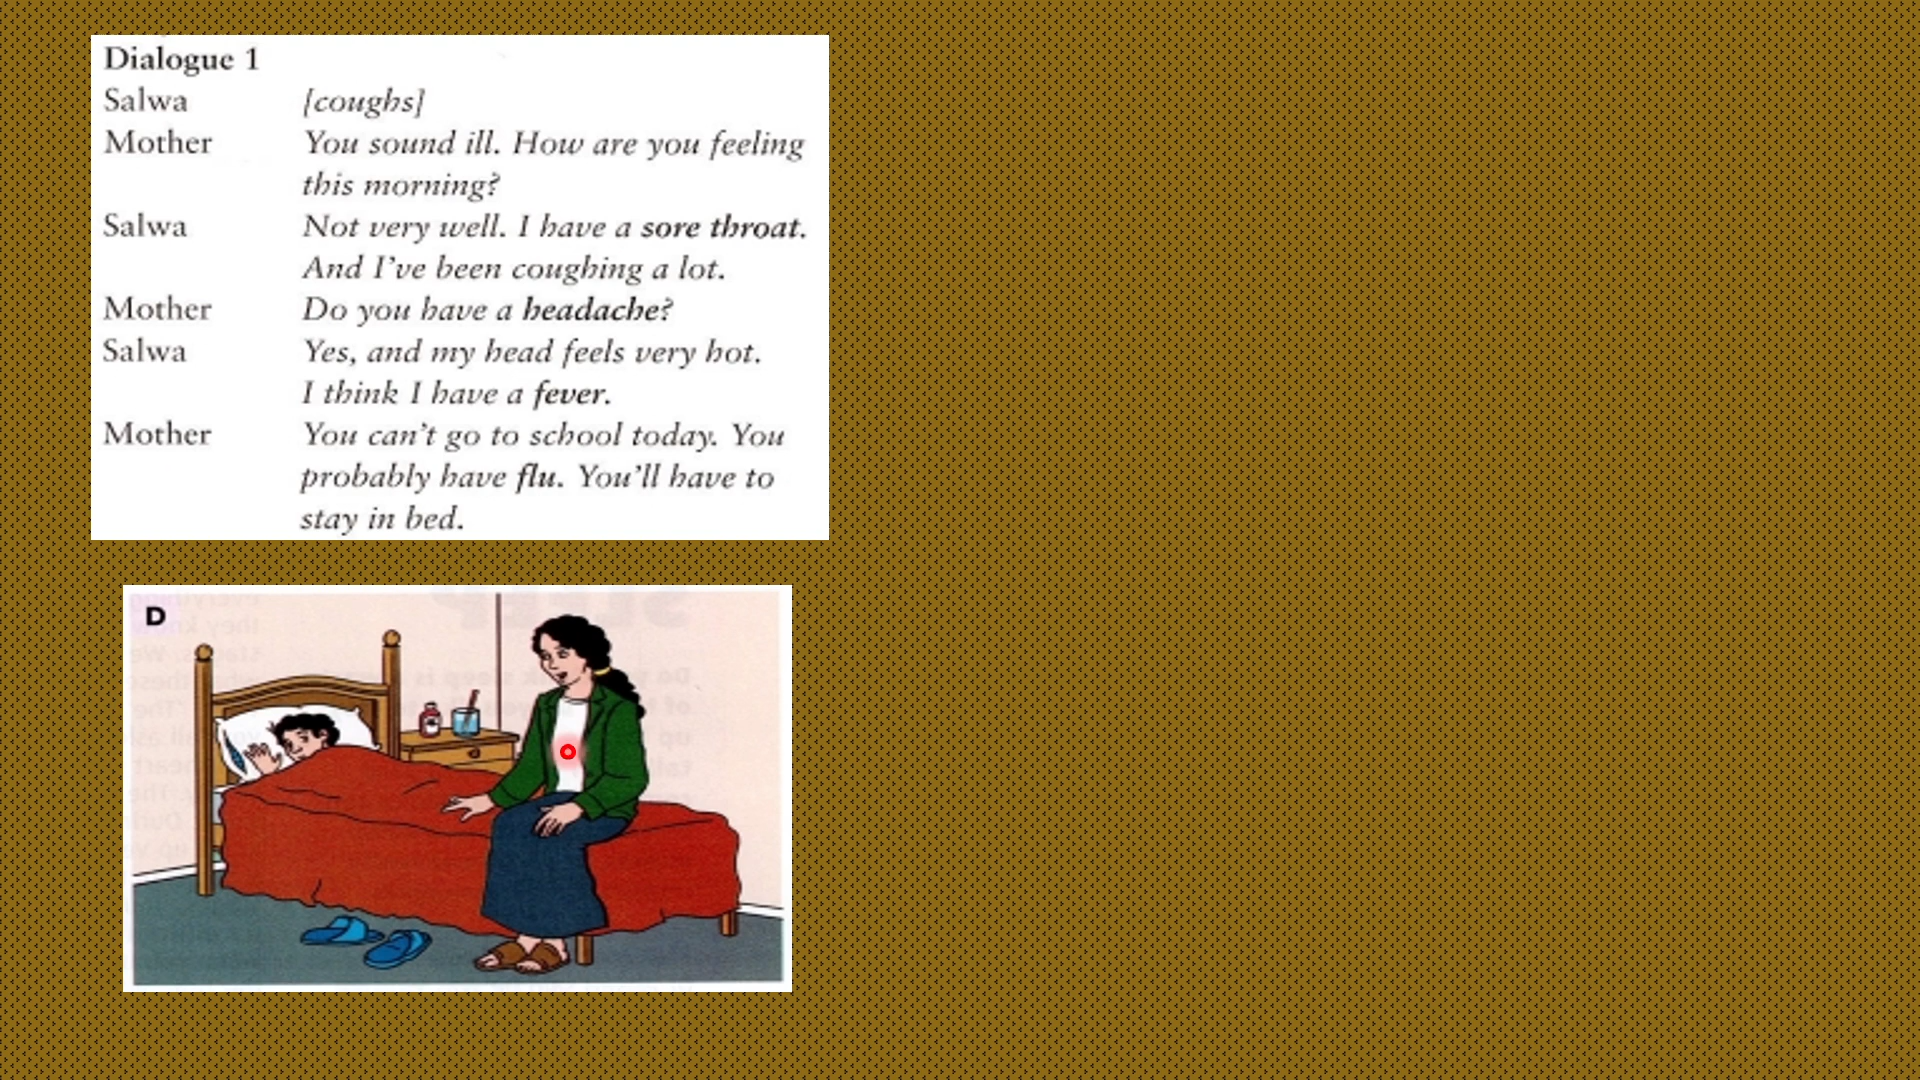 Dialogue 1
Salwa [coughs]
Mother You sound ill. How are you feeling
this morning?
Salwa Not very well. I have a sore throat.
And I've been coughing a lot.
Mother Do you have a headache?
Salwa Yes, and my head feels very hot.
I think I have a fever.
Mother You can't go to school today. You
probably have flu. You'll have to
stay in bed.
D